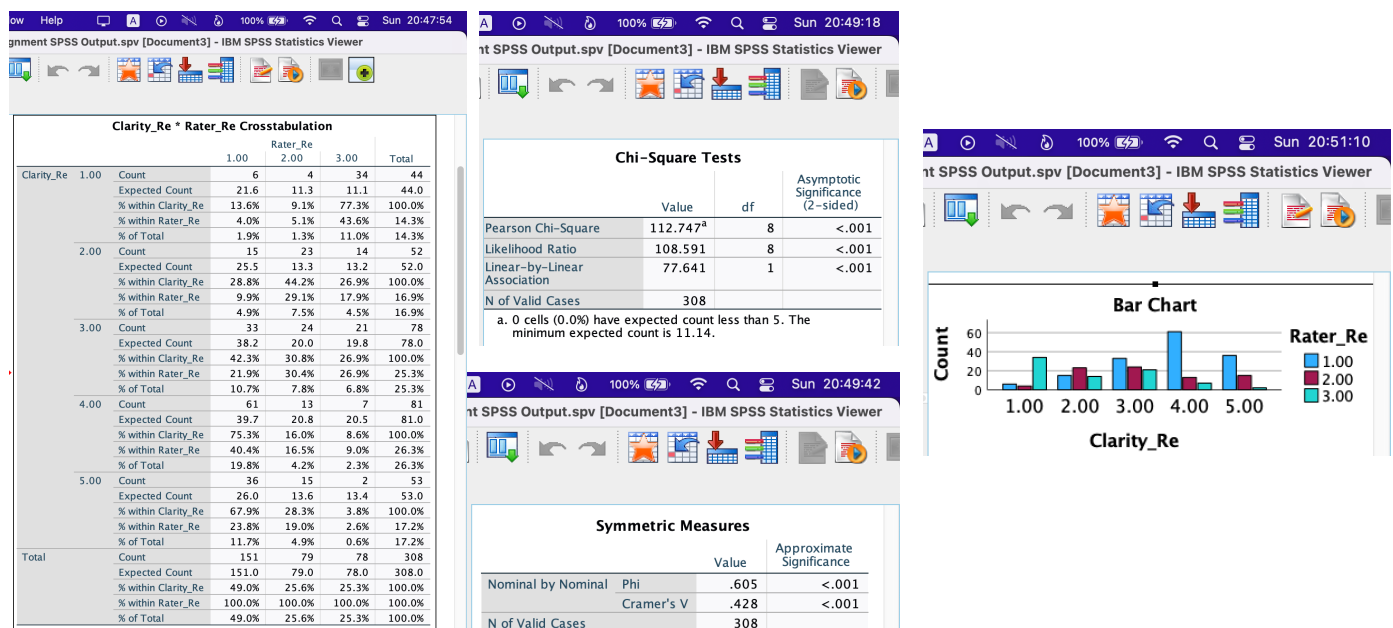 ow Help A 100% Sun 20:47:54
gnment SPSS Output.spv [Document3] - IBM SPSS Statistics Viewer
Clarity_Re * Rater_Re Crosstabulation
Rater_Re
1.00 2.00 3.00 Total
Clarity_Re 1.00 Count 6 4 34 44
Expected Count 21.6 11.3 11.1 44.0
% within Clarity_Re 13.6% 9.1% 77.3% 100.0%
% within Rater_Re 4.0% 5.1% 43.6% 14.3%
% of Total 1.9% 1.3% 11.0% 14.3%
2.00 Count 15 23 14 52
Expected Count 25.5 13.3 13.2 52.0
% within Clarity_Re 28.8% 44.2% 26.9% 100.0%
% within Rater_Re 9.9% 29.1% 17.9% 16.9%
% of Total 4.9% 7.5% 4.5% 16.9%
3.00 Count 33 24 21 78
Expected Count 38.2 20.0 19.8 78.0
% within Clarity_Re 42.3% 30.8% 26.9% 100.0%
% within Rater_Re 21.9% 30.4% 26.9% 25.3%
% of Total 10.7% 7.8% 6.8% 25.3%
4.00 Count 61 13 7 81
Expected Count 39.7 20.8 20.5 81.0
% within Clarity_Re 75.3% 16.0% 8.6% 100.0%
% within Rater_Re 40.4% 16.5% 9.0% 26.3%
% of Total 19.8% 4.2% 2.3% 26.3%
5.00 Count 36 15 2 53
Expected Count 26.0 13.6 13.4 53.0
% within Clarity_Re 67.9% 28.3% 3.8% 100.0%
% within Rater_Re 23.8% 19.0% 2.6% 17.2%
% of Total 11.7% 4.9% 0.6% 17.2%
Total Count 151 79 78 308
Expected Count 151.0 79.0 78.0 308.0
% within Clarity_Re 49.0% 25.6% 25.3% 100.0%
% within Rater_Re 100.0% 100.0% 100.0% 100.0%
% of Total 49.0% 25.6% 25.3% 100.0%
A 100% Sun 20:49:18
nt SPSS Output.spv [Document3] - IBM SPSS Statistics Viewer
Chi-Square Tests
Value df Asymptotic Significance (2-sided)
Pearson Chi-Square 112.747a 8 <.001
Likelihood Ratio 108.591 8 <.001
Linear-by-Linear Association 77.641 1 <.001
N of Valid Cases 308
a. 0 cells (0.0%) have expected count less than 5. The
minimum expected count is 11.14.
A 100% Sun 20:49:42
nt SPSS Output.spv [Document3] - IBM SPSS Statistics Viewer
Symmetric Measures
Value Approximate Significance
Nominal by Nominal Phi .605 <.001
Cramer's V .428 <.001
N of Valid Cases 308
A 100% Sun 20:51:10
nt SPSS Output.spv [Document3] - IBM SPSS Statistics Viewer
Bar Chart
Count
60
40
20
0
1.00 2.00 3.00 4.00 5.00
Clarity_Re
Rater_Re
1.00
2.00
3.00